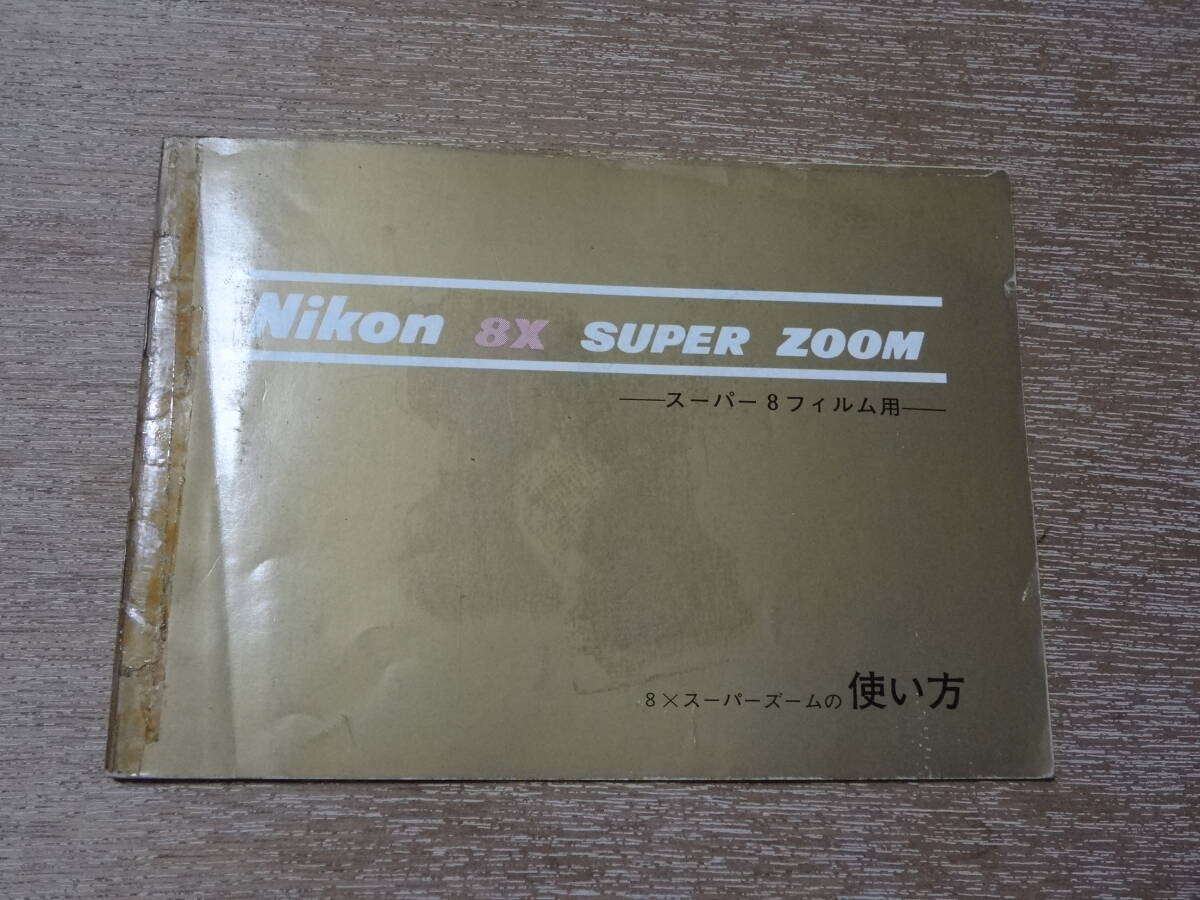 Nikon 8X SUPER ZOOM
——スーパー8フィルム用——
8×スーパーズームの使い方